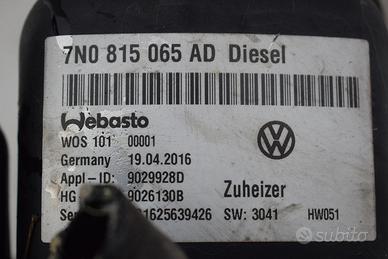 7N0 815 065 AD Diesel
Webasto
WOS 101 00001
Germany 19.04.2016
Appl-ID: 9029928D
HG 9026130B
Zuheizer
Ser 1625639426 SW: 3041 HW051
subito